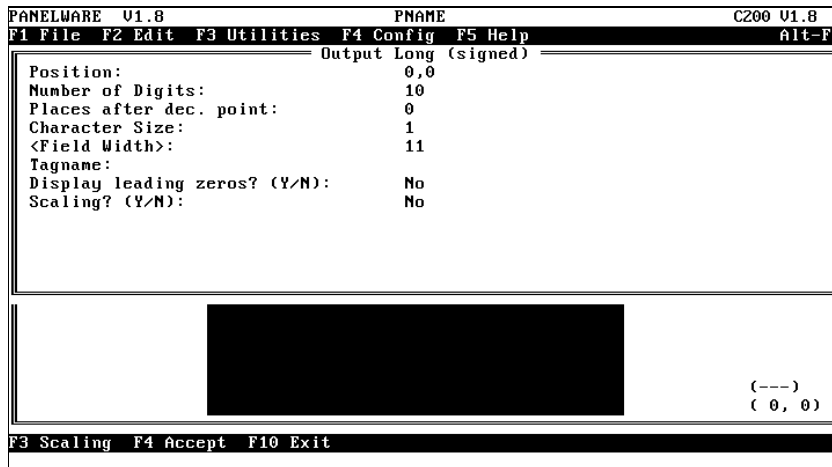 PANELWARE V1.8 PNAME C200 V1.8
F1 File F2 Edit F3 Utilities F4 Config F5 Help Alt-F
Output Long (signed)
Position: 0,0
Number of Digits: 10
Places after dec. point: 0
Character Size: 1
<Field Width>: 11
Tagname:
Display leading zeros? (Y/N): No
Scaling? (Y/N): No
(---)
( 0, 0)
F3 Scaling F4 Accept F10 Exit